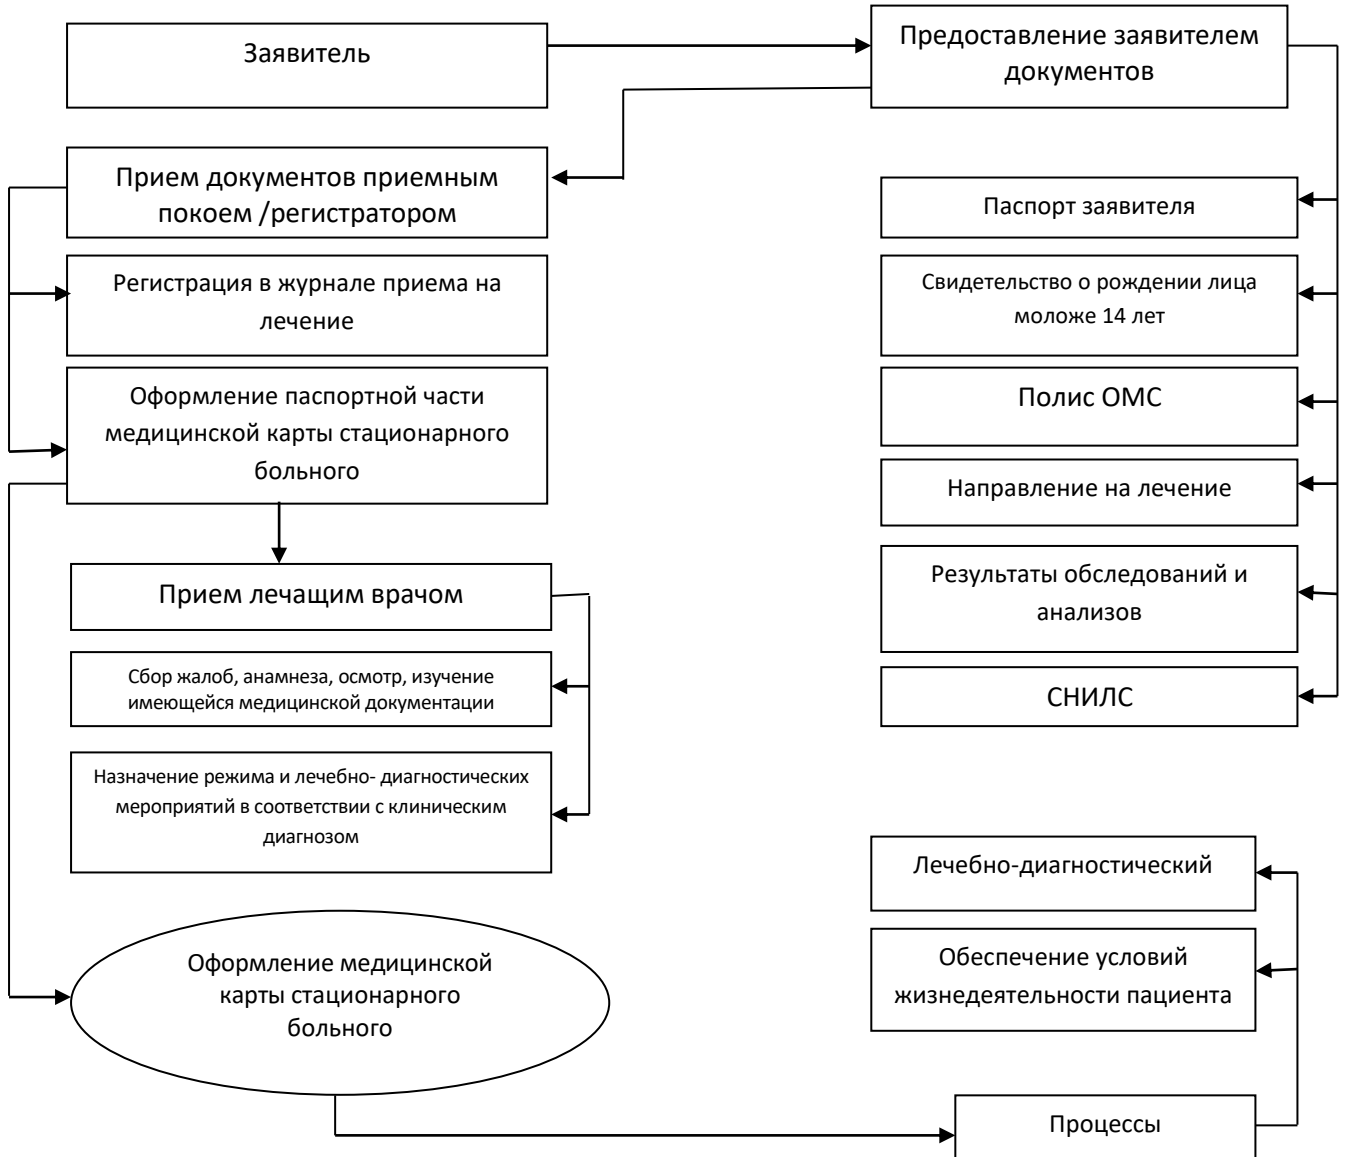 Заявитель
Предоставление заявителем
документов
Прием документов приемным
покоем /регистратором
Регистрация в журнале приема на
лечение
Оформление паспортной части
медицинской карты стационарного
больного
Прием лечащим врачом
Сбор жалоб, анамнеза, осмотр, изучение
имеющейся медицинской документации
Назначение режима и лечебно- диагностических
мероприятий в соответствии с клиническим
диагнозом
Оформление медицинской
карты стационарного
больного
Паспорт заявителя
Свидетельство о рождении лица
моложе 14 лет
Полис ОМС
Направление на лечение
Результаты обследований и
анализов
СНИЛС
Лечебно-диагностический
Обеспечение условий
жизнедеятельности пациента
Процессы